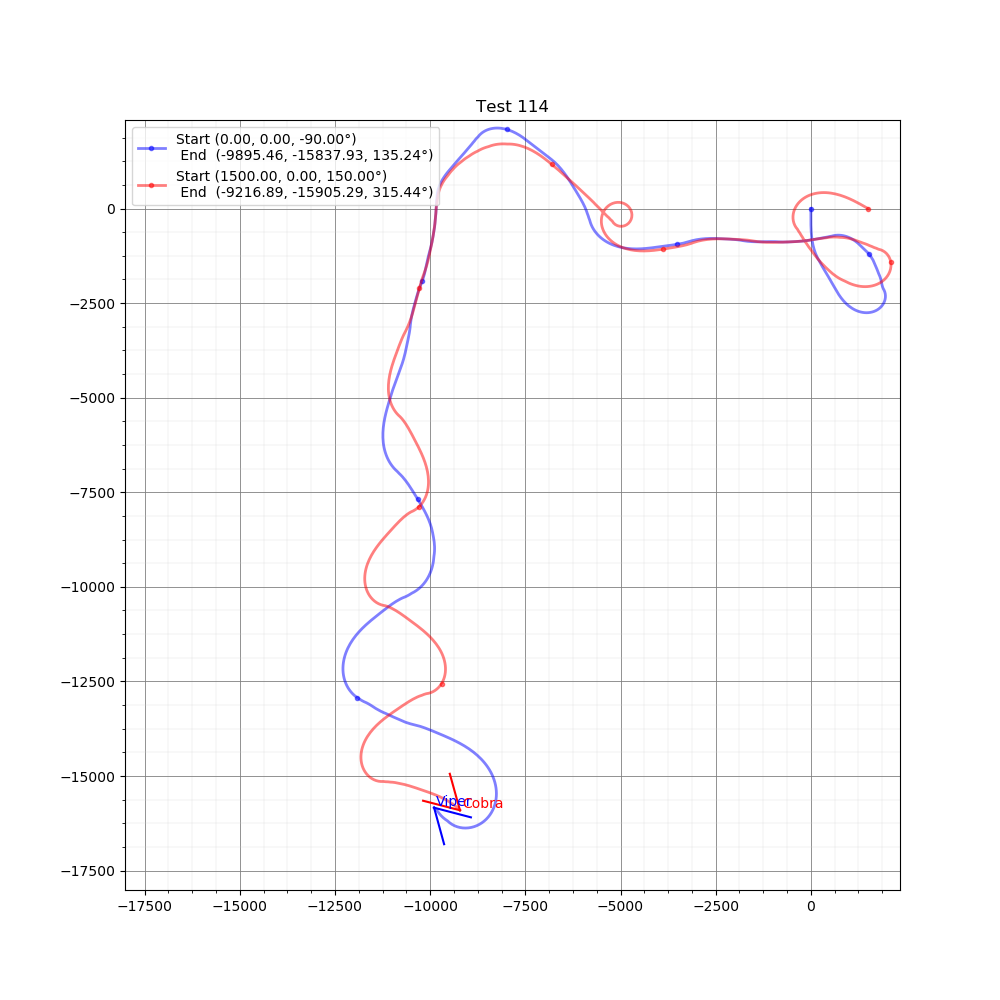 Test 114
Start (0.00, 0.00, -90.00°)
End (-9895.46, -15837.93, 135.24°)
Start (1500.00, 0.00, 150.00°)
End (-9216.89, -15905.29, 315.44°)
0
−2500
−5000
−7500
−10000
−12500
−15000
−17500
Viper
Cobra
−17500 −15000 −12500 −10000 −7500 −5000 −2500 0